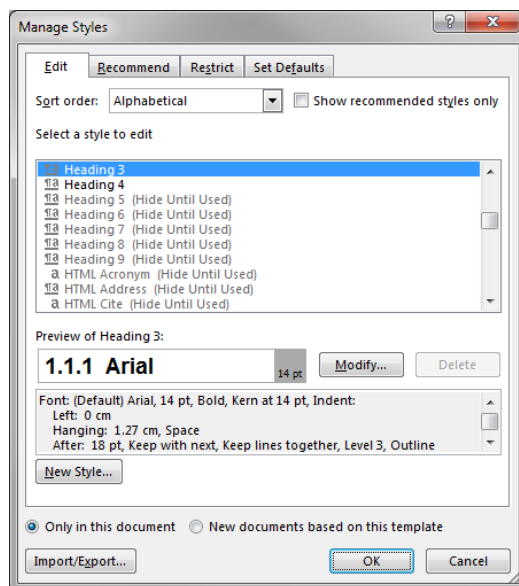 Manage Styles
Edit Recommend Restrict Set Defaults
Sort order: Alphabetical Show recommended styles only
Select a style to edit
¶a Heading 3
¶a Heading 4
¶a Heading 5 (Hide Until Used)
¶a Heading 6 (Hide Until Used)
¶a Heading 7 (Hide Until Used)
¶a Heading 8 (Hide Until Used)
¶a Heading 9 (Hide Until Used)
a HTML Acronym (Hide Until Used)
¶a HTML Address (Hide Until Used)
a HTML Cite (Hide Until Used)
Preview of Heading 3:
1.1.1 Arial 14 pt Modify... Delete
Font: (Default) Arial, 14 pt, Bold, Kern at 14 pt, Indent:
Left: 0 cm
Hanging: 1.27 cm, Space
After: 18 pt, Keep with next, Keep lines together, Level 3, Outline
New Style...
Only in this document New documents based on this template
Import/Export... OK Cancel